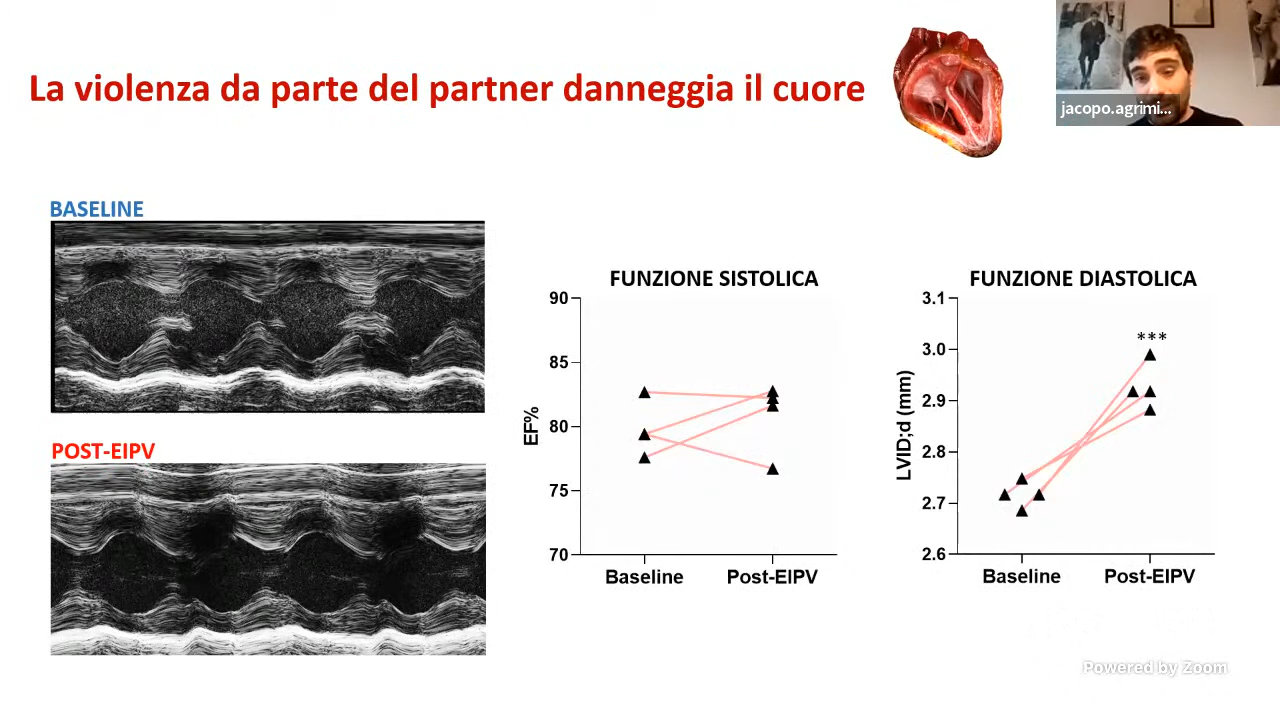 La violenza da parte del partner danneggia il cuore
jacopo.agrimi...
BASELINE
POST-EIPV
FUNZIONE SISTOLICA
90
85
80
75
70
EF%
Baseline
Post-EIPV
FUNZIONE DIASTOLICA
3.1
3.0
2.9
2.8
2.7
2.6
LVID;d (mm)
***
Baseline
Post-EIPV
Powered by Zoom